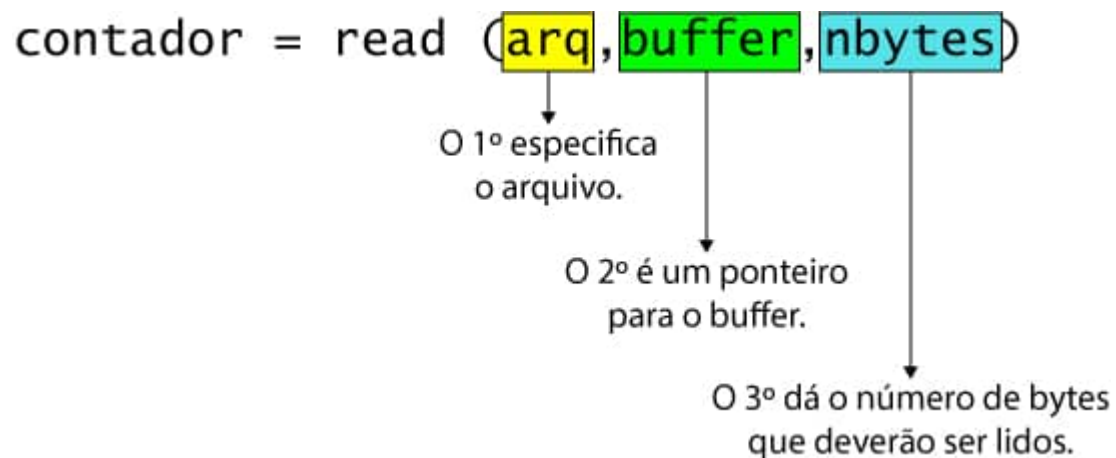 contador = read (arq,buffer,nbytes)
O 1º especifica
o arquivo.
O 2º é um ponteiro
para o buffer.
O 3º dá o número de bytes
que deverão ser lidos.